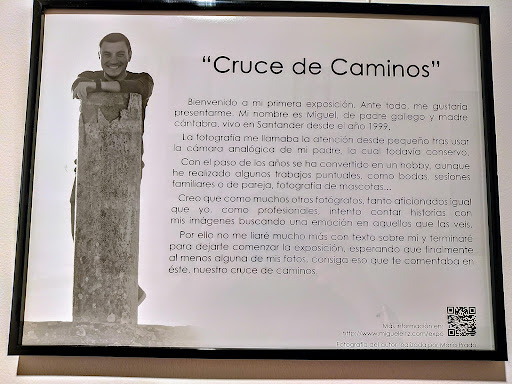 “Cruce de Caminos”
Bienvenido a mi primera exposición. Ante todo, me gustaría
presentarme. Mi nombre es Miguel, de padre gallego y madre
cántabra, vivo en Santander desde el año 1999.
La fotografía me llamaba la atención desde pequeño tras usar
la cámara analógica de mi padre, la cual todavía conservo.
Con el paso de los años se ha convertido en un hobby, aunque
he realizado algunos trabajos puntuales, como bodas, sesiones
familiares o de pareja, fotografía de mascotas...
Creo que como muchos otros fotógrafos, tanto aficionados igual
que yo, como profesionales, intento contar historias con
mis imágenes buscando una emoción en aquellos que las veis.
Por ello no me liaré mucho más con texto sobre mí y terminaré
para dejarte comenzar la exposición, esperando que finalmente
al menos alguna de mis fotos, consiga eso que te comentaba en
éste, nuestro cruce de caminos.
Más información en:
Fotografía del autor realizada por María Prado